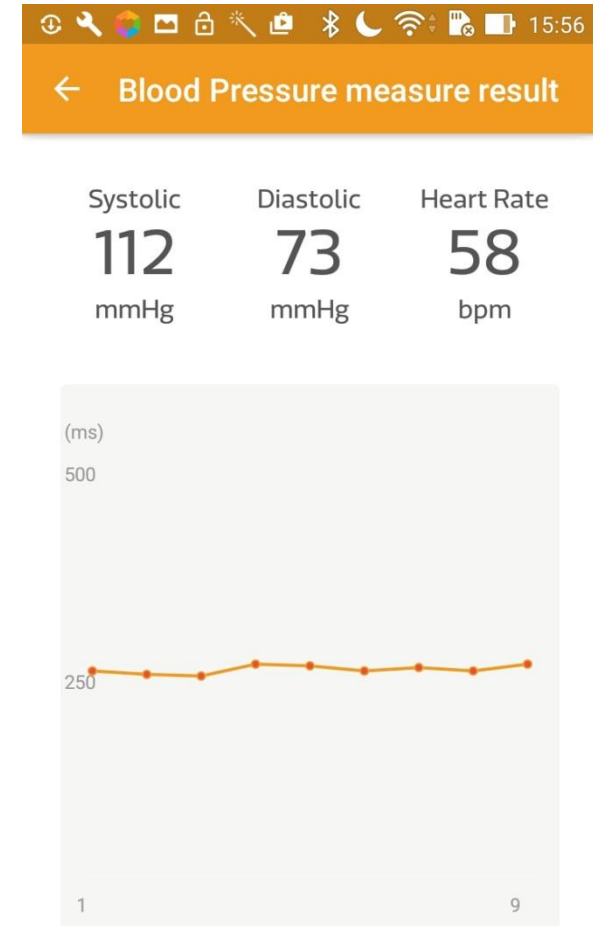 15:56
Blood Pressure measure result
Systolic Diastolic Heart Rate
112 73 58
mmHg mmHg bpm
(ms)
500
250
1 9